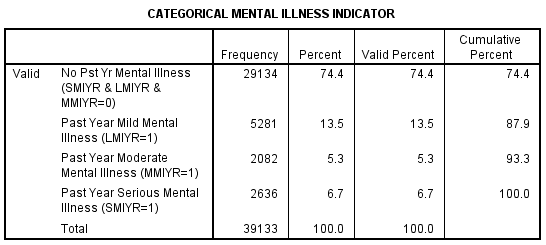 CATEGORICAL MENTAL ILLNESS INDICATOR
Frequency Percent Valid Percent Cumulative Percent
Valid No Pst Yr Mental Illness (SMIYR & LMIYR & MMIYR=0) 29134 74.4 74.4 74.4
Past Year Mild Mental Illness (LMIYR=1) 5281 13.5 13.5 87.9
Past Year Moderate Mental Illness (MMIYR=1) 2082 5.3 5.3 93.3
Past Year Serious Mental Illness (SMIYR=1) 2636 6.7 6.7 100.0
Total 39133 100.0 100.0